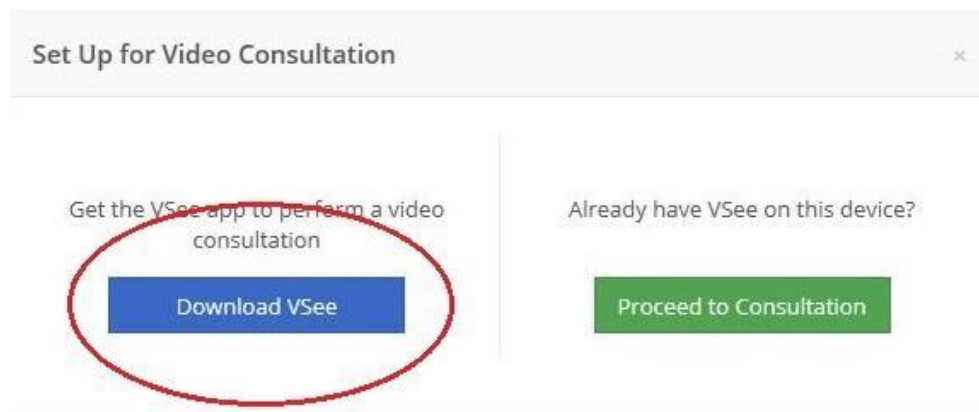 Set Up for Video Consultation
×
Get the VSee app to perform a video
consultation
Download VSee
Already have VSee on this device?
Proceed to Consultation